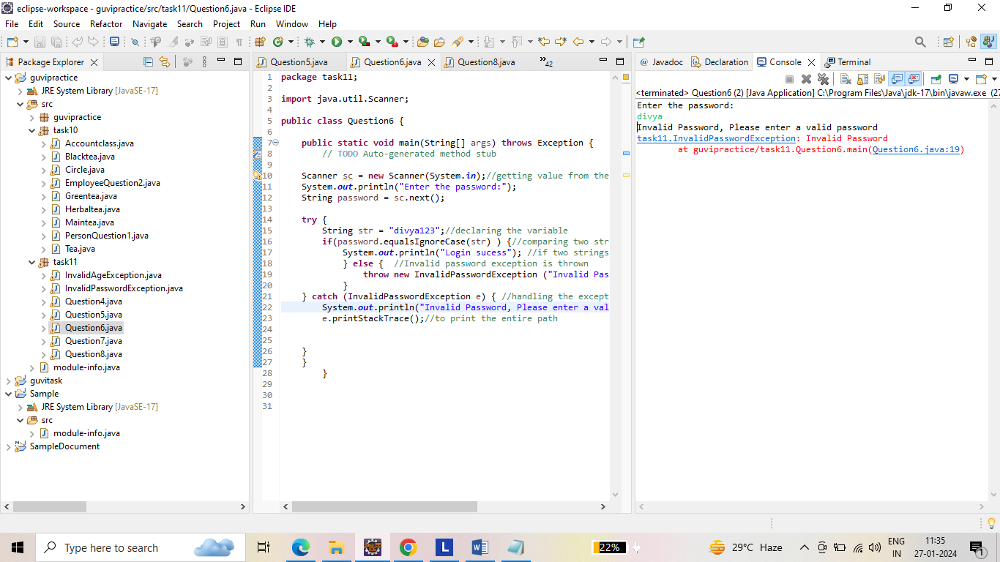 eclipse-workspace - guvipractice/src/task11/Question6.java - Eclipse IDE
File Edit Source Refactor Navigate Search Project Run Window Help
Package Explorer
guvipractice
JRE System Library [JavaSE-17]
src
guvipractice
task10
Accountclass.java
Blacktea.java
Circle.java
EmployeeQuestion2.java
Greentea.java
Herbaltea.java
Maintea.java
PersonQuestion1.java
Tea.java
task11
InvalidAgeException.java
InvalidPasswordException.java
Question4.java
Question5.java
Question6.java
Question7.java
Question8.java
module-info.java
guvitask
Sample
JRE System Library [JavaSE-17]
src
module-info.java
SampleDocument
Question5.java Question6.java Question8.java »42
1 package task11;
2
3 import java.util.Scanner;
4
5 public class Question6 {
6
7 public static void main(String[] args) throws Exception {
8 // TODO Auto-generated method stub
9
10 Scanner sc = new Scanner(System.in);//getting value from the
11 System.out.println("Enter the password:");
12 String password = sc.next();
13
14 try {
15 String str = "divya123";//declaring the variable
16 if(password.equalsIgnoreCase(str) ) {//comparing two str
17 System.out.println("Login sucess"); //if two strings
18 } else { //Invalid password exception is thrown
19 throw new InvalidPasswordException ("Invalid Pas
20 }
21 } catch (InvalidPasswordException e) { //handling the except
22 System.out.println("Invalid Password, Please enter a val
23 e.printStackTrace();//to print the entire path
24
25
26 }
27 }
28 }
29
30
31
@ Javadoc Declaration Console Terminal
<terminated> Question6 (2) [Java Application] C:\Program Files\Java\jdk-17\bin\javaw.exe (27
Enter the password:
divya
Invalid Password, Please enter a valid password
task11.InvalidPasswordException: Invalid Password
at guvipractice/task11.Question6.main(Question6.java:19)
Type here to search
L
W
22%
29°C Haze
ENG
IN
11:35
27-01-2024
1